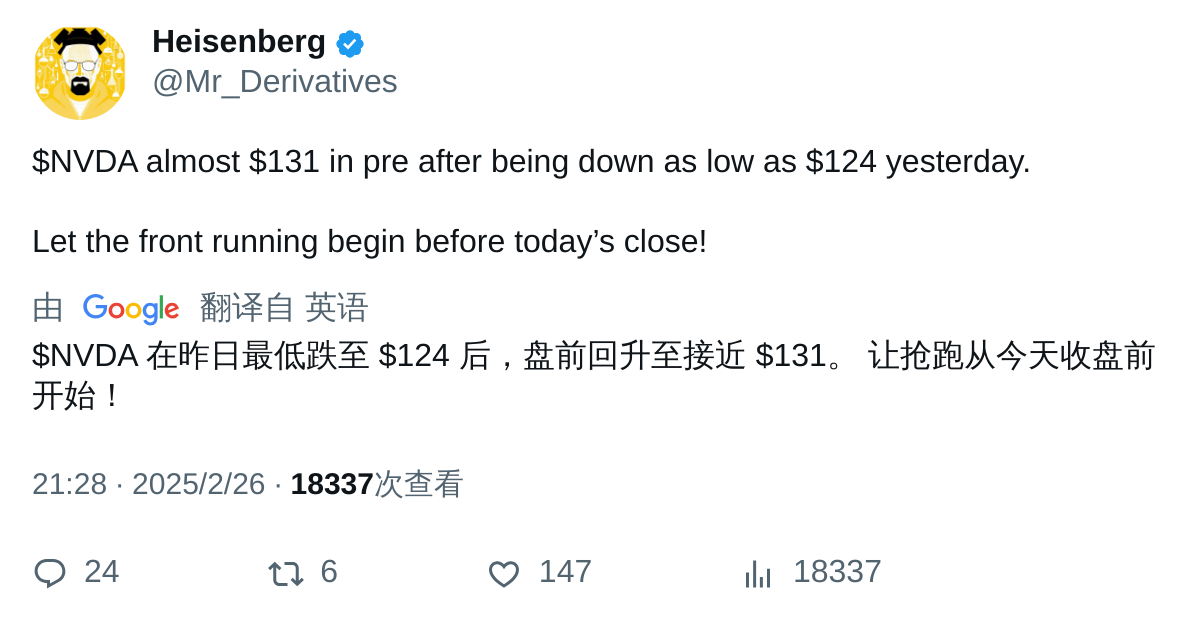 Heisenberg
@Mr_Derivatives
$NVDA almost $131 in pre after being down as low as $124 yesterday.
Let the front running begin before today’s close!
由 Google 翻译自 英语
$NVDA 在昨日最低跌至 $124 后，盘前回升至接近 $131。 让抢跑从今天收盘前
开始！
21:28 · 2025/2/26 · 18337次查看
24 6 147 18337